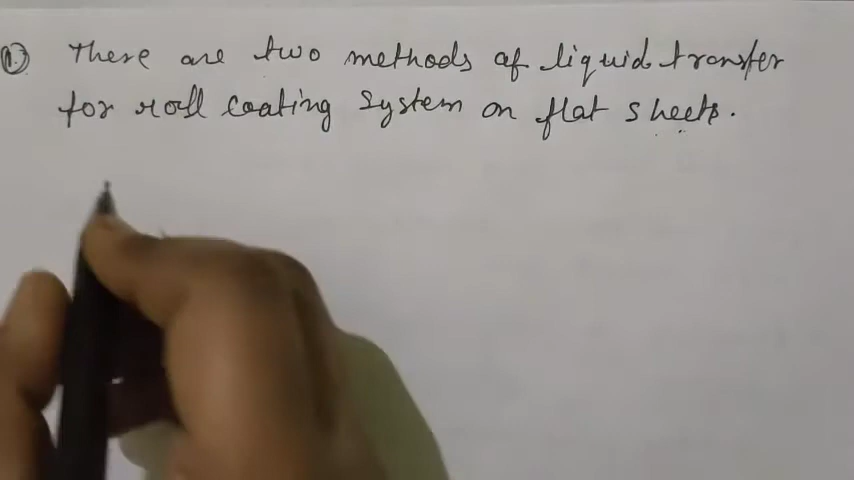 1. There are two methods of liquid transfer
for roll coating system on flat sheets.